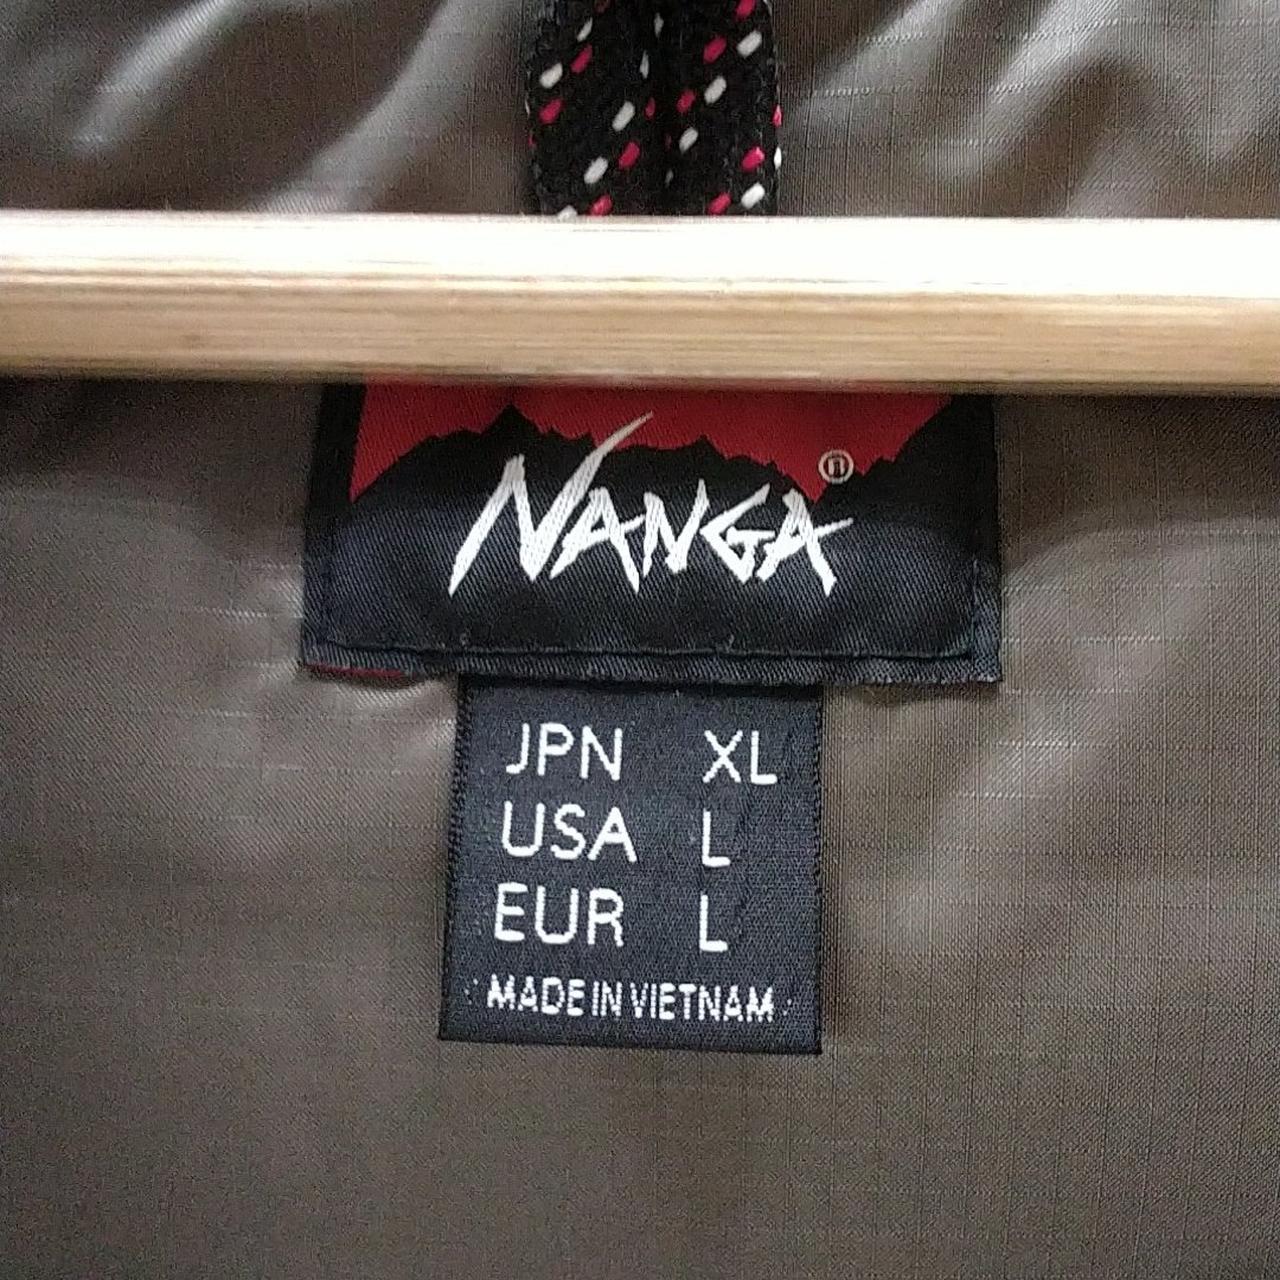 NANGA®
JPN XL
USA L
EUR L
MADE IN VIETNAM